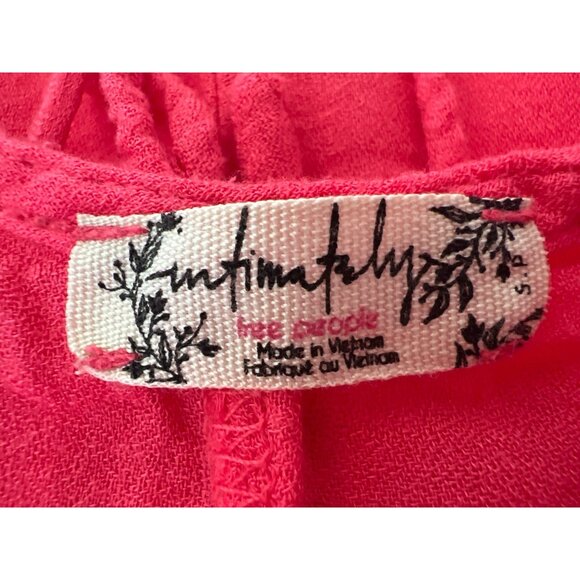 intimately
free people
Made in Vietnam
Fabriqué au Vietnam
S.P